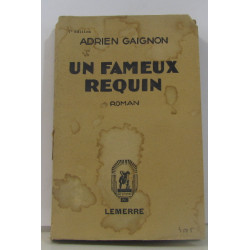 ADRIEN GAIGNON
UN FAMEUX
REQUIN
ROMAN
LEMERRE